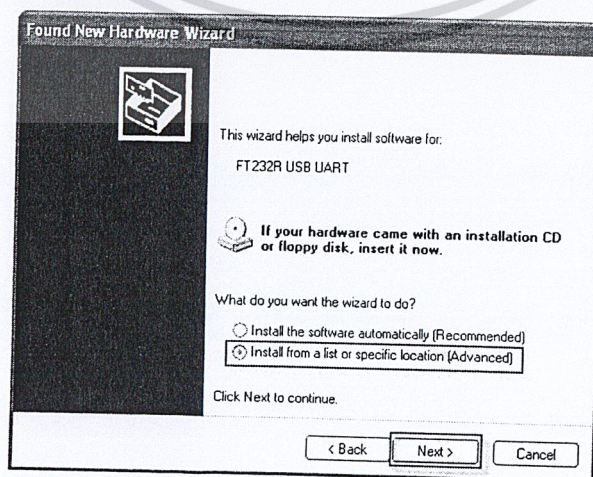 Found New Hardware Wizard
This wizard helps you install software for:
FT232R USB UART
If your hardware came with an installation CD
or floppy disk, insert it now.
What do you want the wizard to do?
Install the software automatically (Recommended)
Install from a list or specific location (Advanced)
Click Next to continue.
< Back
Next >
Cancel